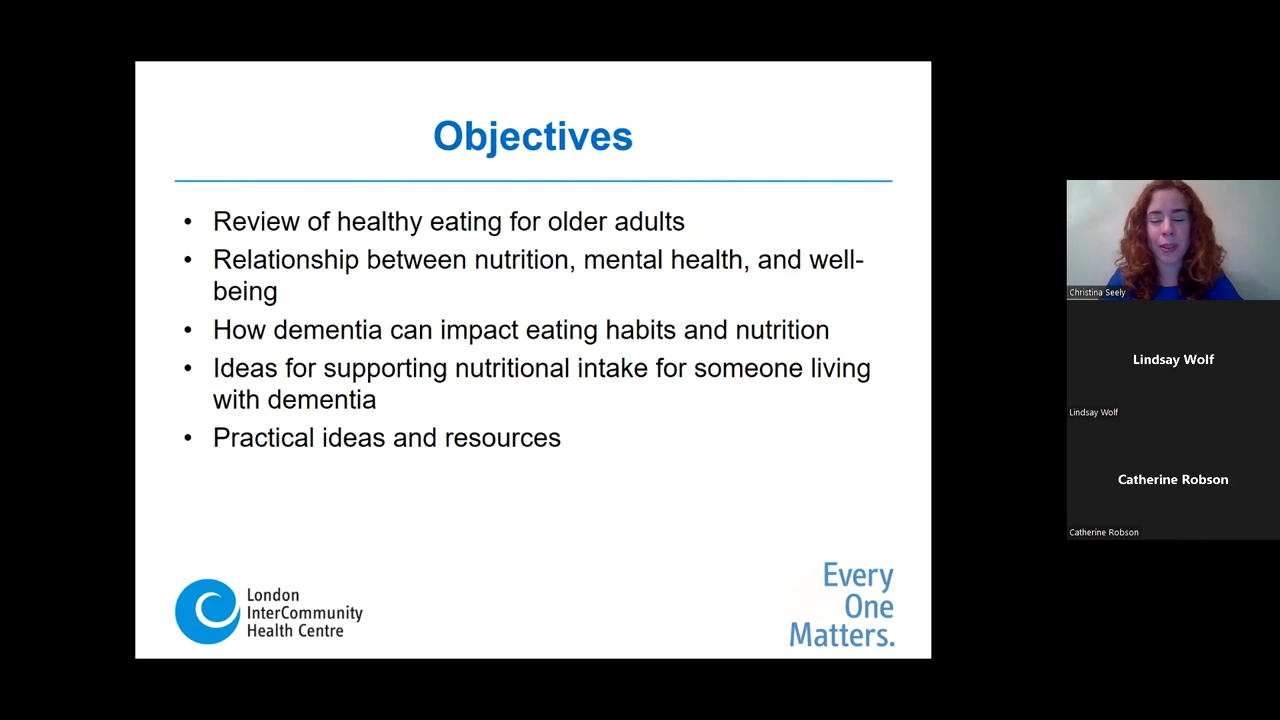 Objectives
• Review of healthy eating for older adults
• Relationship between nutrition, mental health, and well-
being
• How dementia can impact eating habits and nutrition
• Ideas for supporting nutritional intake for someone living
with dementia
• Practical ideas and resources
London
InterCommunity
Health Centre
Every
One
Matters.
Christina Seely
Lindsay Wolf
Lindsay Wolf
Catherine Robson
Catherine Robson